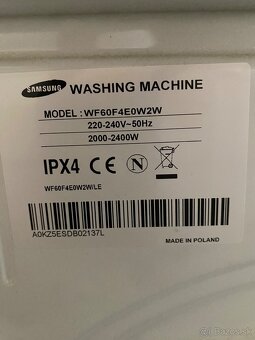 SAMSUNG WASHING MACHINE
MODEL : WF60F4E0W2W
220-240V~50Hz
2000-2400W
IPX4 CE N
WF60F4E0W2W/LE
A0KZ5ESDB02137L
MADE IN POLAND